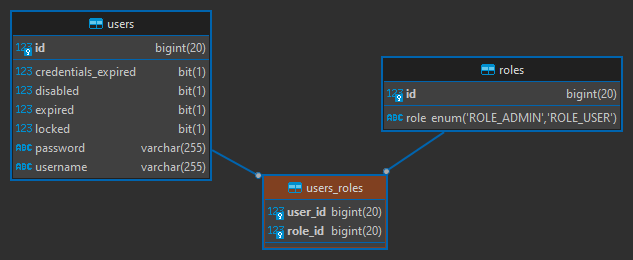 users
123 id bigint(20)
123 credentials_expired bit(1)
123 disabled bit(1)
123 expired bit(1)
123 locked bit(1)
ABC password varchar(255)
ABC username varchar(255)
roles
123 id bigint(20)
ABC role enum('ROLE_ADMIN','ROLE_USER')
users_roles
123 user_id bigint(20)
123 role_id bigint(20)